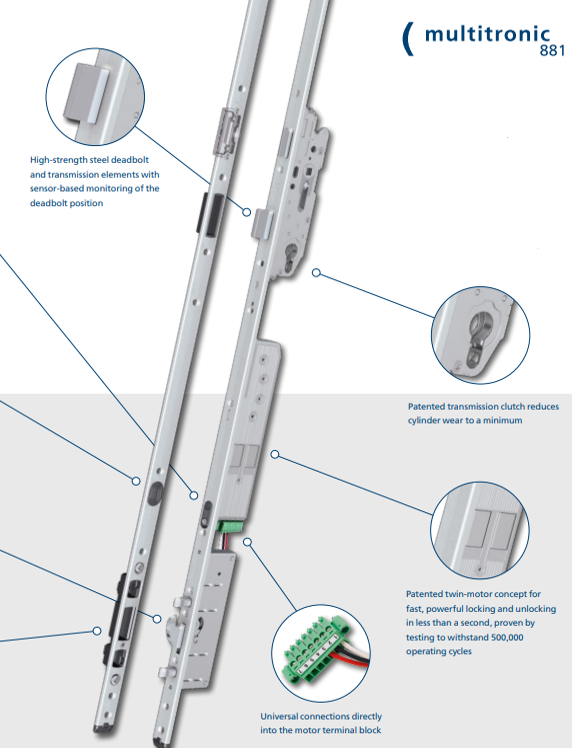 ( multitronic
881
High-strength steel deadbolt
and transmission elements with
sensor-based monitoring of the
deadbolt position
Patented transmission clutch reduces
cylinder wear to a minimum
Patented twin-motor concept for
fast, powerful locking and unlocking
in less than a second, proven by
testing to withstand 500,000
operating cycles
Universal connections directly
into the motor terminal block